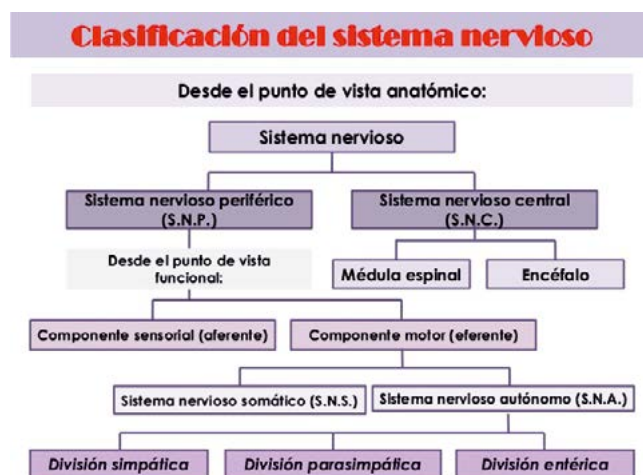 Clasificación del sistema nervioso
Desde el punto de vista anatómico:
Sistema nervioso
Sistema nervioso periférico
(S.N.P.)
Sistema nervioso central
(S.N.C.)
Desde el punto de vista
funcional:
Médula espinal
Encéfalo
Componente sensorial (aferente)
Componente motor (eferente)
Sistema nervioso somático (S.N.S.)
Sistema nervioso autónomo (S.N.A.)
División simpática
División parasimpática
División entérica